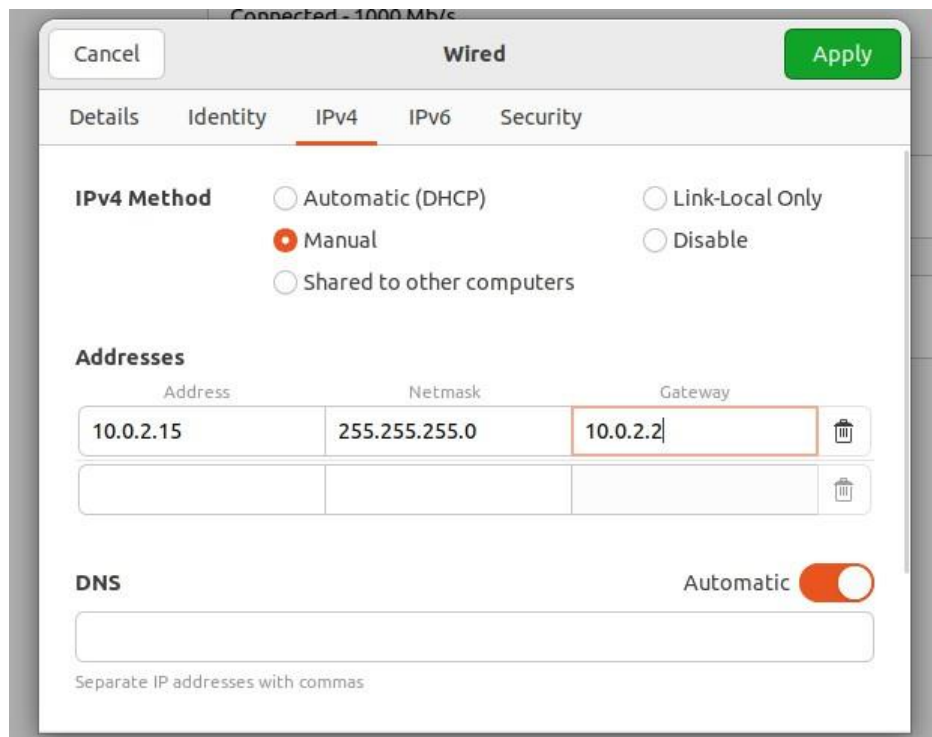 Connected - 1000 Mb/s
Cancel Wired Apply
Details Identity IPv4 IPv6 Security
IPv4 Method Automatic (DHCP) Link-Local Only
Manual Disable
Shared to other computers
Addresses
Address Netmask Gateway
10.0.2.15 255.255.255.0 10.0.2.2
DNS Automatic
Separate IP addresses with commas